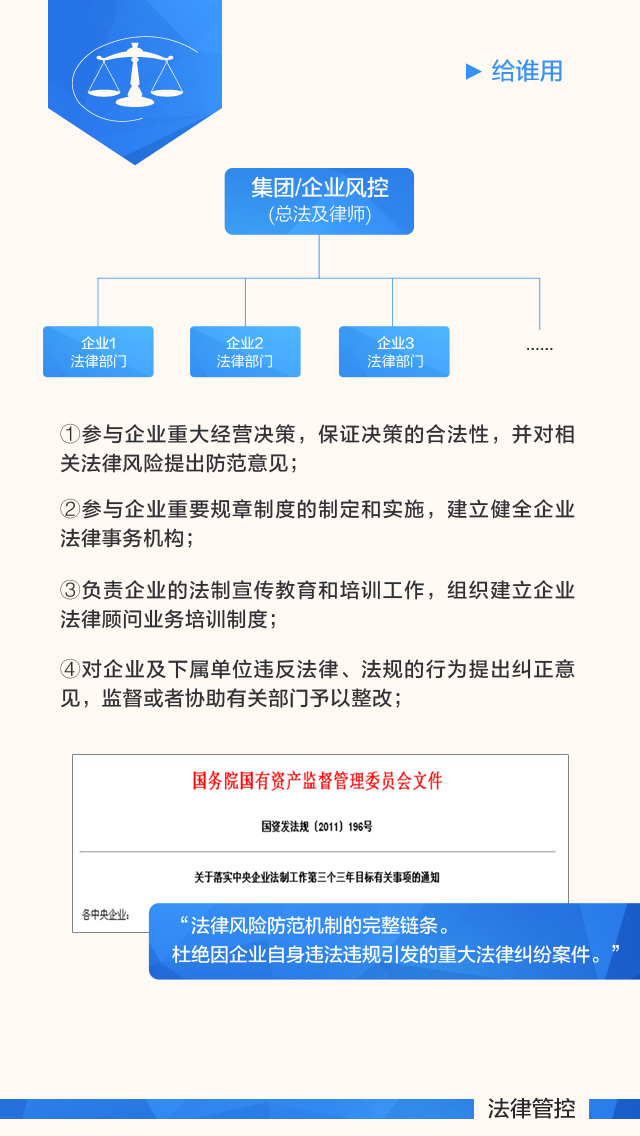 给谁用
集团/企业风控
(总法及律师)
企业1
法律部门
企业2
法律部门
企业3
法律部门
......
①参与企业重大经营决策，保证决策的合法性，并对相
关法律风险提出防范意见；
②参与企业重要规章制度的制定和实施，建立健全企业
法律事务机构；
③负责企业的法制宣传教育和培训工作，组织建立企业
法律顾问业务培训制度；
④对企业及下属单位违反法律、法规的行为提出纠正意
见，监督或者协助有关部门予以整改；
国务院国有资产监督管理委员会文件
国资发法规〔2011〕196号
关于落实中央企业法制工作第三个三年目标有关事项的通知
各中央企业：
“法律风险防范机制的完整链条。
杜绝因企业自身违法违规引发的重大法律纠纷案件。”
法律管控